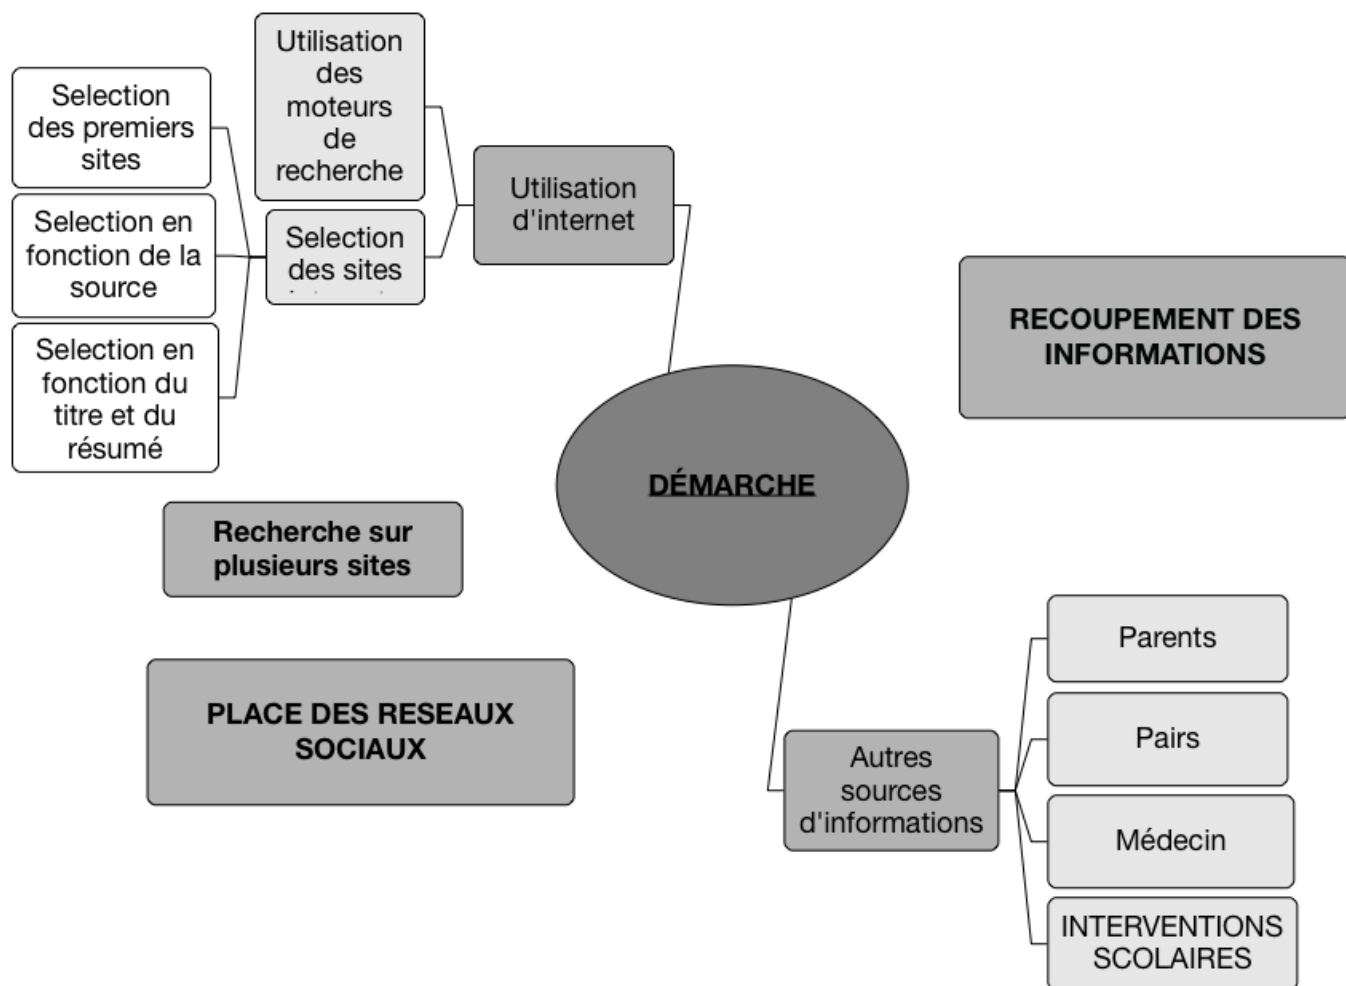 Utilisation
des
moteurs
de
recherche
Selection
des premiers
sites
Selection en
fonction de la
source
Selection en
fonction du
titre et du
résumé
Selection
des sites
Utilisation
d'internet
RECOUPEMENT DES
INFORMATIONS
DÉMARCHE
Recherche sur
plusieurs sites
PLACE DES RESEAUX
SOCIAUX
Autres
sources
d'informations
Parents
Pairs
Médecin
INTERVENTIONS
SCOLAIRES